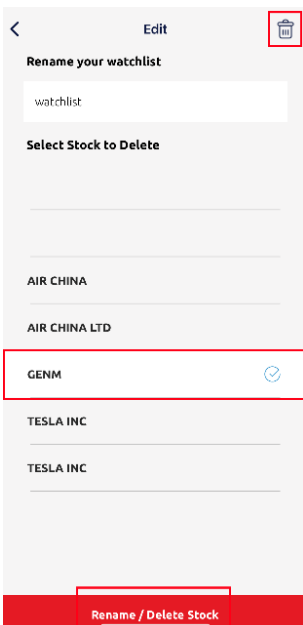 Edit
Rename your watchlist
watchlist
Select Stock to Delete
AIR CHINA
AIR CHINA LTD
GENM
TESLA INC
TESLA INC
Rename / Delete Stock